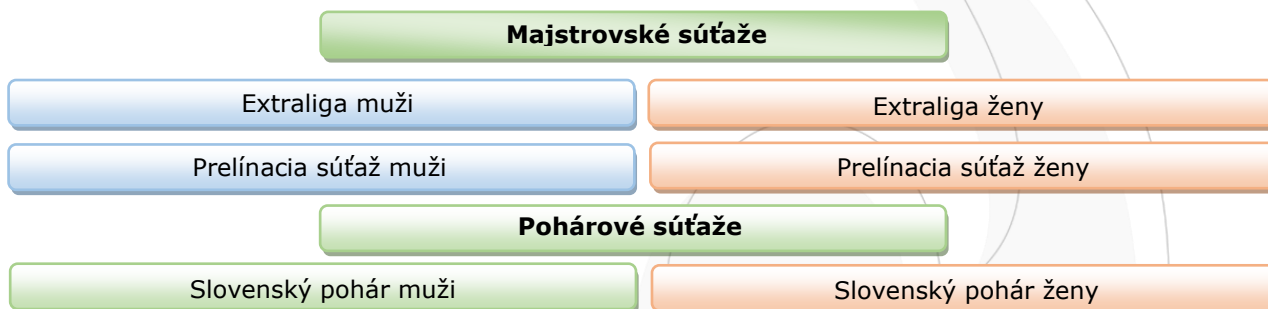 Majstrovské súťaže
Extraliga muži
Extraliga ženy
Prelínacia súťaž muži
Prelínacia súťaž ženy
Pohárové súťaže
Slovenský pohár muži
Slovenský pohár ženy